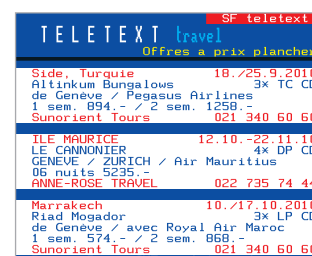 SF teletext
TELETEXT travel
Offres a prix plancher
Side, Turquie 18./25.9.2010
Altinkum Bungalows 3* TC CD
de Genève / Pegasus Airlines
1 sem. 894.- / 2 sem. 1258.-
Sunorient Tours 021 340 60 60
ILE MAURICE 12.10.-22.11.10
LE CANNONIER 4* DP CD
GENEVE / ZURICH / Air Mauritius
06 nuits 5235.-
ANNE-ROSE TRAVEL 022 735 74 44
Marrakech 10./17.10.2010
Riad Mogador 3* LP CD
de Genève / avec Royal Air Maroc
1 sem. 574.- / 2 sem. 868.-
Sunorient Tours 021 340 60 60